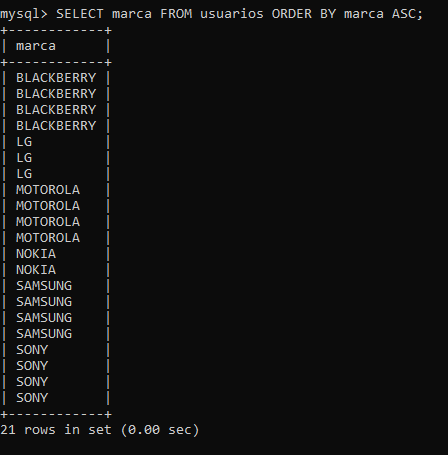 mysql> SELECT marca FROM usuarios ORDER BY marca ASC;
+------------+
| marca      |
+------------+
| BLACKBERRY |
| BLACKBERRY |
| BLACKBERRY |
| BLACKBERRY |
| LG         |
| LG         |
| LG         |
| MOTOROLA   |
| MOTOROLA   |
| MOTOROLA   |
| MOTOROLA   |
| NOKIA      |
| NOKIA      |
| SAMSUNG    |
| SAMSUNG    |
| SAMSUNG    |
| SAMSUNG    |
| SONY       |
| SONY       |
| SONY       |
| SONY       |
+------------+
21 rows in set (0.00 sec)